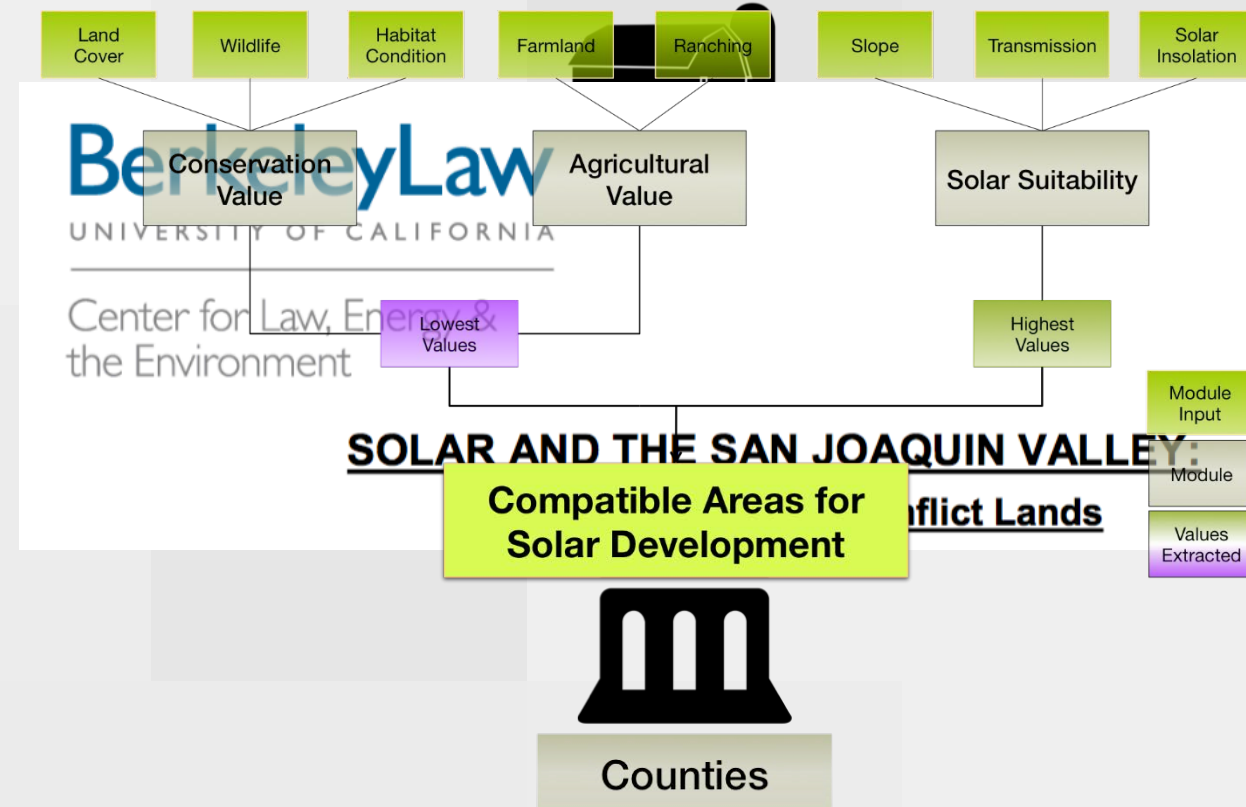 Land
Cover
Wildlife
Habitat
Condition
Farmland
Ranching
Slope
Transmission
Solar
Insolation
BerkeleyLaw
UNIVERSITY OF CALIFORNIA
Conservation
Value
Agricultural
Value
Solar Suitability
Center for Law, Energy &
the Environment
Lowest
Values
Highest
Values
Module
Input
Module
Values
Extracted
SOLAR AND THE SAN JOAQUIN VALLEY:
Lands
Compatible Areas for
Solar Development
Counties